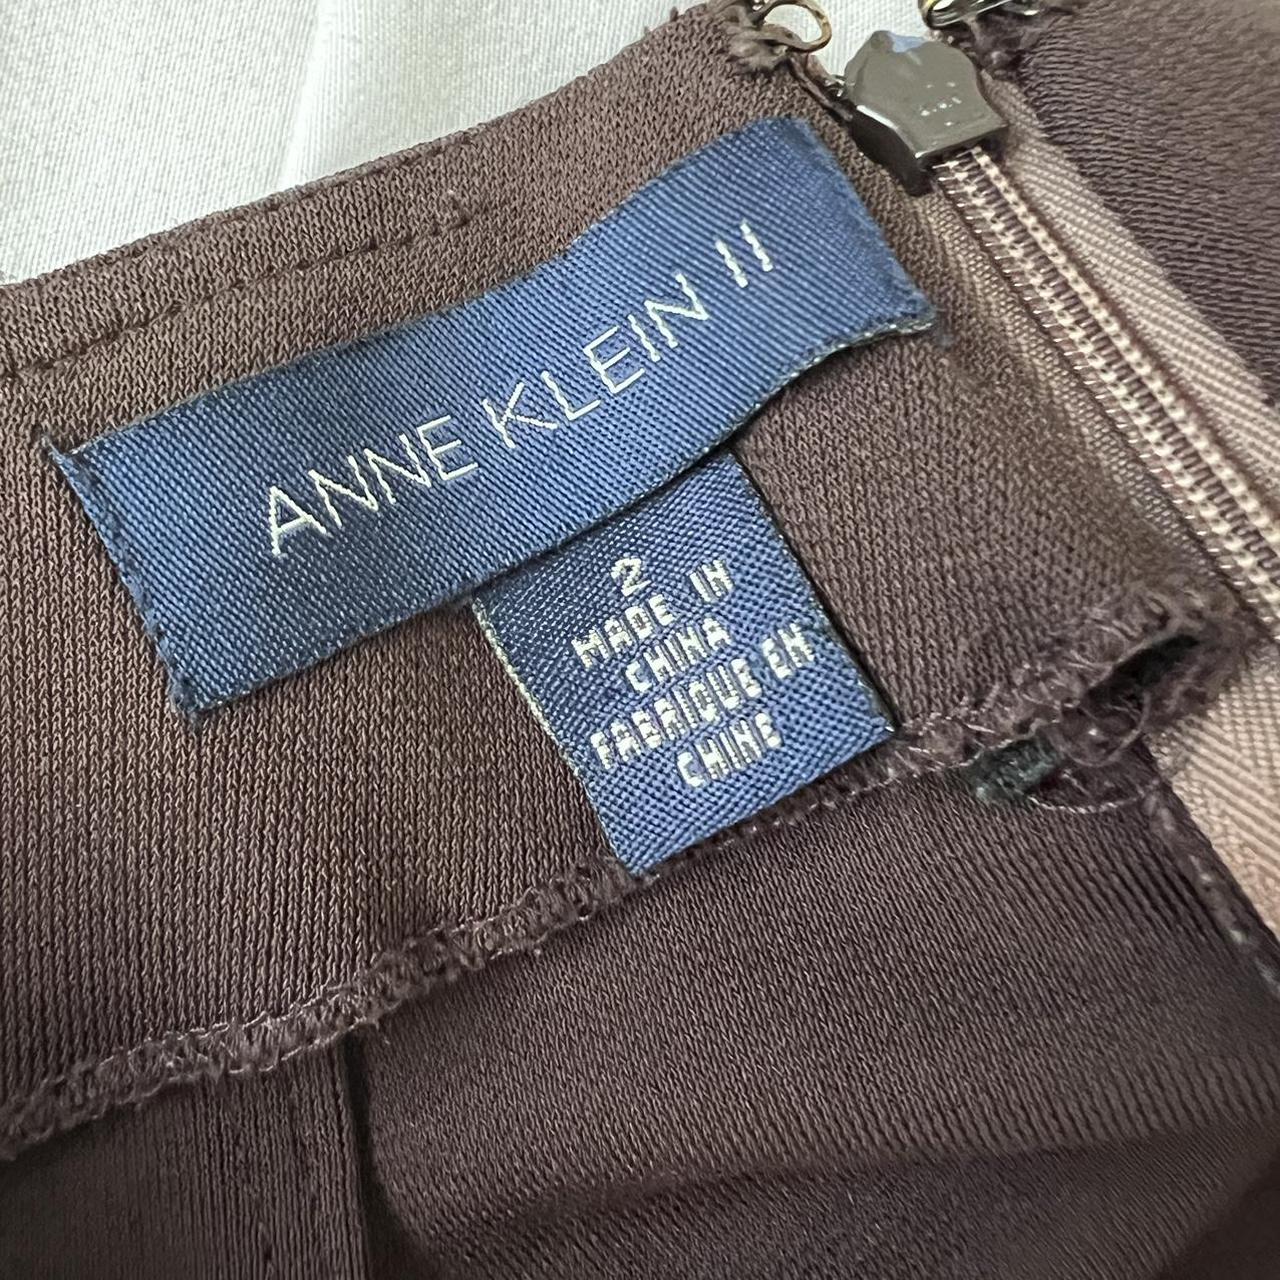 ANNE KLEIN II
2
MADE IN
CHINA
FABRIQUE EN
CHINE